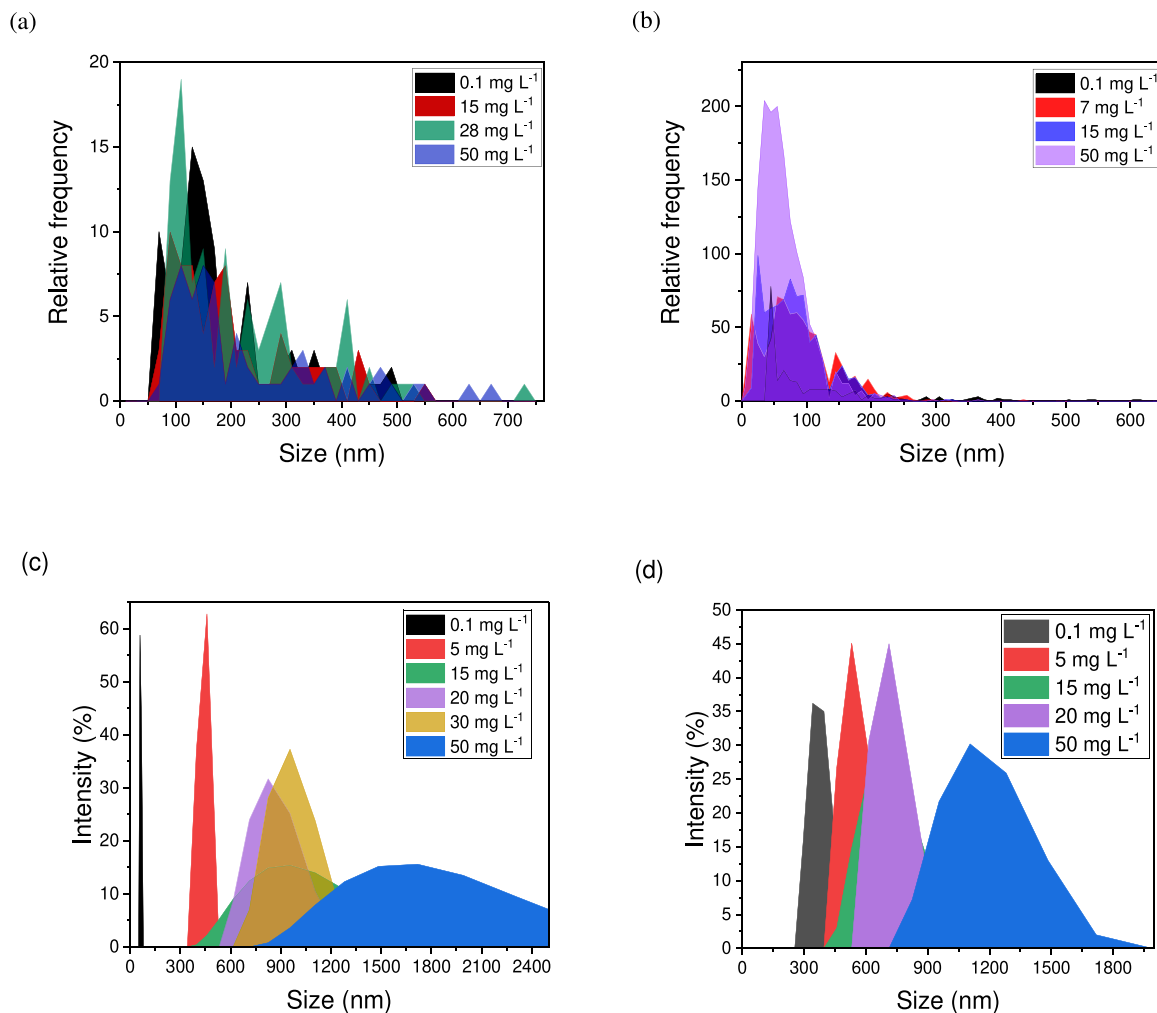 (a)
20
15
10
5
0
0 100 200 300 400 500 600 700
Relative frequency
Size (nm)
0.1 mg L⁻¹
15 mg L⁻¹
28 mg L⁻¹
50 mg L⁻¹
(b)
200
150
100
50
0
0 100 200 300 400 500 600
Relative frequency
Size (nm)
0.1 mg L⁻¹
7 mg L⁻¹
15 mg L⁻¹
50 mg L⁻¹
(c)
60
50
40
30
20
10
0
0 300 600 900 1200 1500 1800 2100 2400
Intensity (%)
Size (nm)
0.1 mg L⁻¹
5 mg L⁻¹
15 mg L⁻¹
20 mg L⁻¹
30 mg L⁻¹
50 mg L⁻¹
(d)
50
45
40
35
30
25
20
15
10
5
0
0 300 600 900 1200 1500 1800
Intensity (%)
Size (nm)
0.1 mg L⁻¹
5 mg L⁻¹
15 mg L⁻¹
20 mg L⁻¹
50 mg L⁻¹